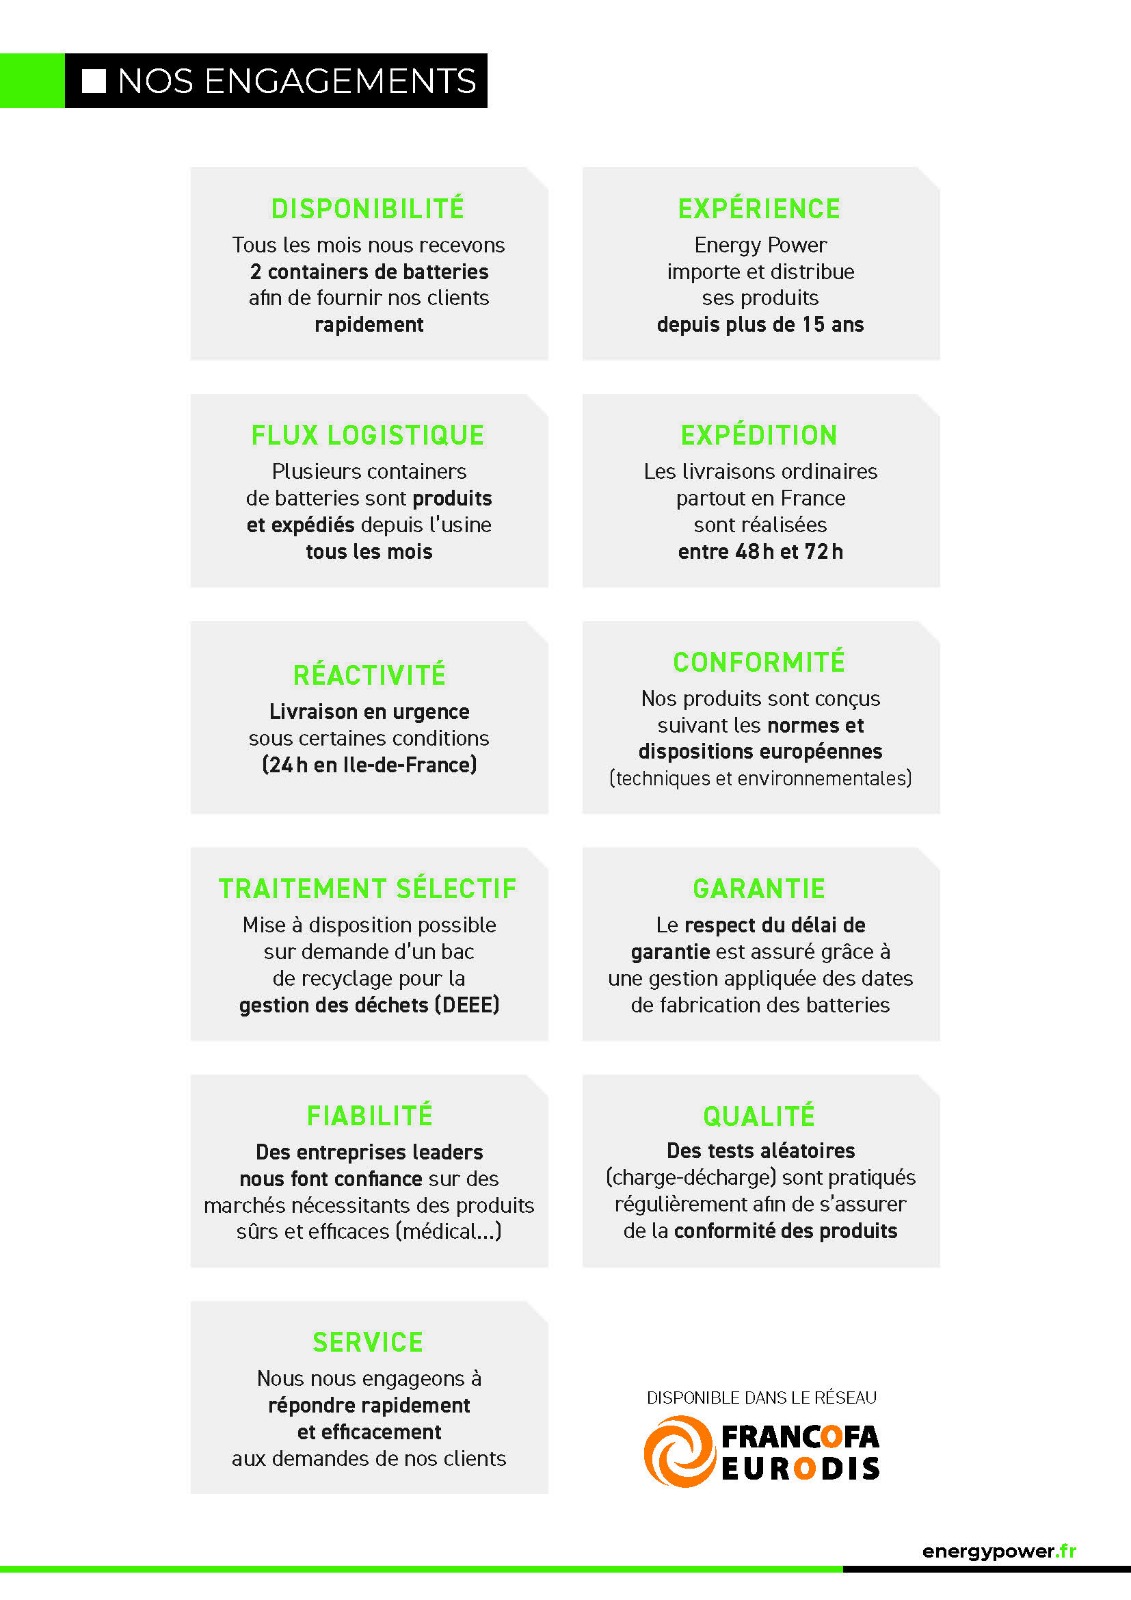 NOS ENGAGEMENTS
DISPONIBILITÉ
Tous les mois nous recevons
2 containers de batteries
afin de fournir nos clients
rapidement
EXPÉRIENCE
Energy Power
importe et distribue
ses produits
depuis plus de 15 ans
FLUX LOGISTIQUE
Plusieurs containers
de batteries sont produits
et expédiés depuis l'usine
tous les mois
EXPÉDITION
Les livraisons ordinaires
partout en France
sont réalisées
entre 48 h et 72 h
RÉACTIVITÉ
Livraison en urgence
sous certaines conditions
(24 h en Ile-de-France)
CONFORMITÉ
Nos produits sont conçus
suivant les normes et
dispositions européennes
(techniques et environnementales)
TRAITEMENT SÉLECTIF
Mise à disposition possible
sur demande d'un bac
de recyclage pour la
gestion des déchets (DEEE)
GARANTIE
Le respect du délai de
garantie est assuré grâce à
une gestion appliquée des dates
de fabrication des batteries
FIABILITÉ
Des entreprises leaders
nous font confiance sur des
marchés nécessitants des produits
sûrs et efficaces (médical...)
QUALITÉ
Des tests aléatoires
(charge-décharge) sont pratiqués
régulièrement afin de s'assurer
de la conformité des produits
SERVICE
Nous nous engageons à
répondre rapidement
et efficacement
aux demandes de nos clients
DISPONIBLE DANS LE RÉSEAU
FRANCOFA
EURODIS
energypower.fr